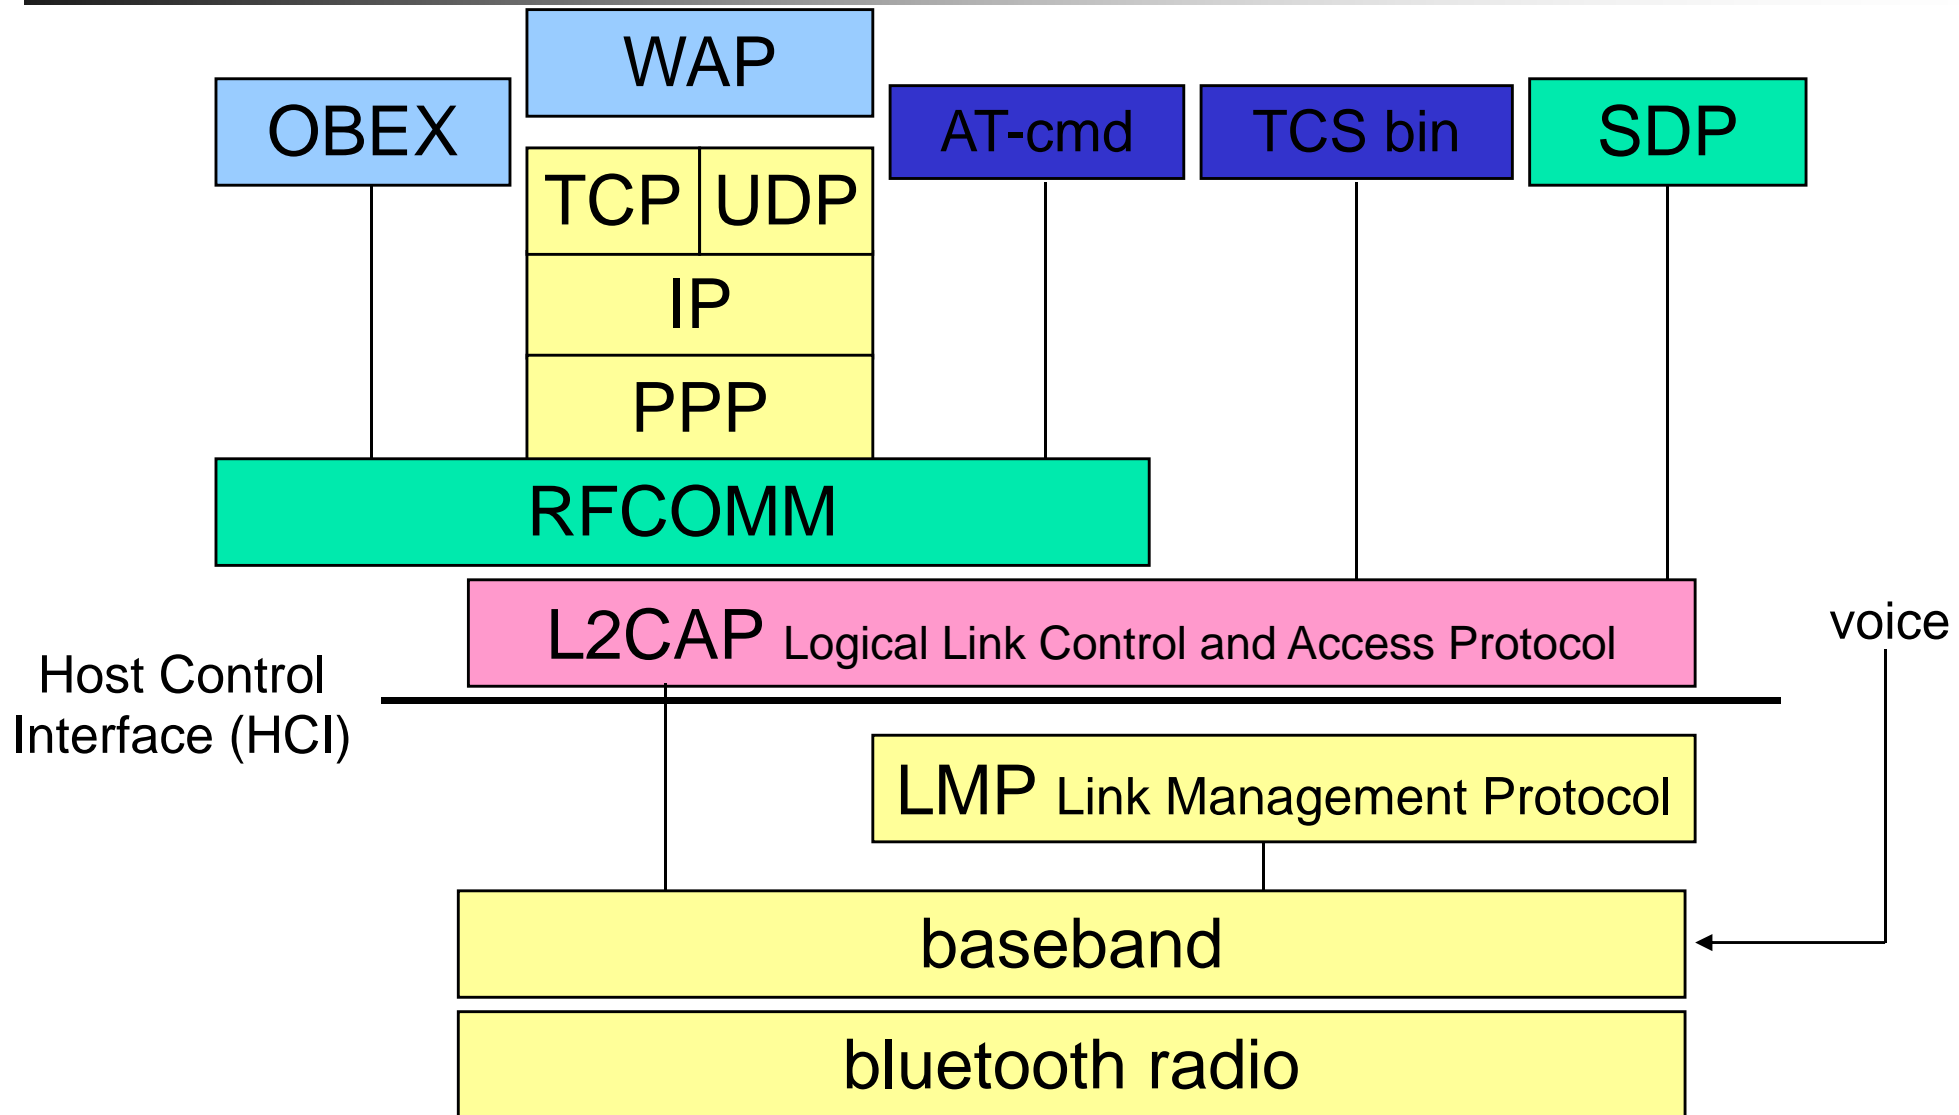 WAP
OBEX
AT-cmd
TCS bin
SDP
TCP
UDP
IP
PPP
RFCOMM
L2CAP Logical Link Control and Access Protocol
voice
Host Control
Interface (HCI)
LMP Link Management Protocol
baseband
bluetooth radio